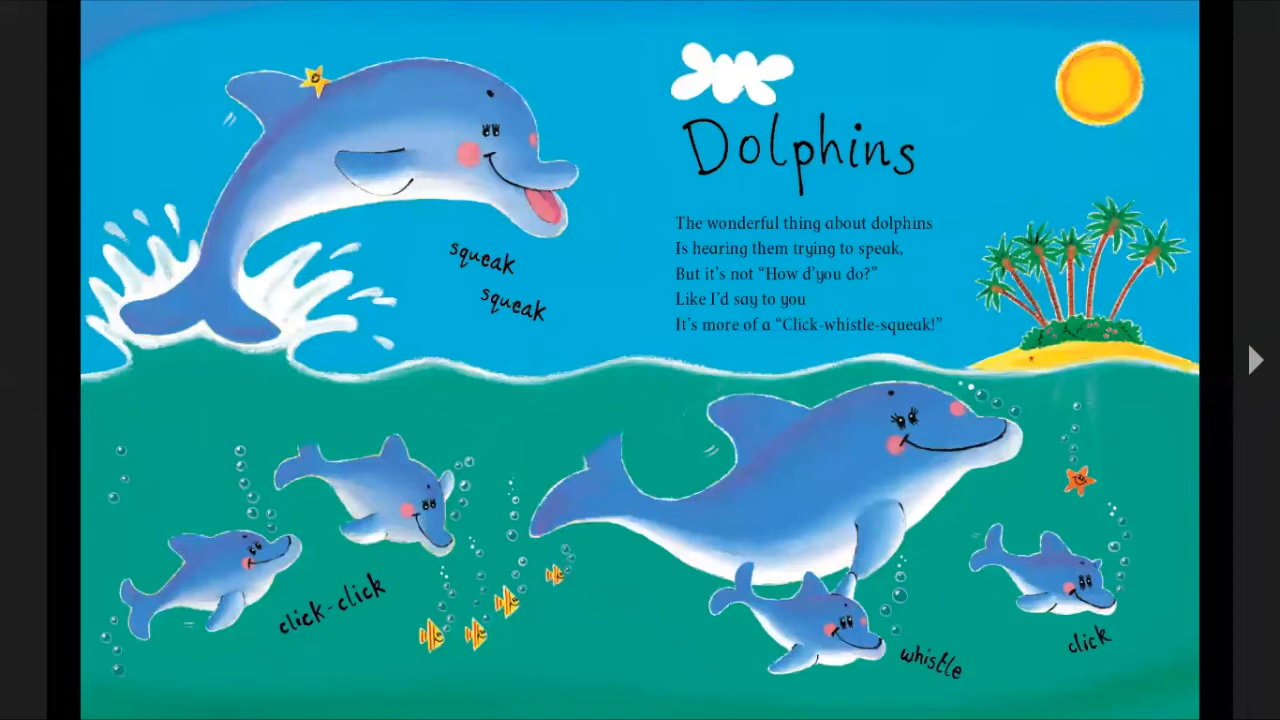 Dolphins
The wonderful thing about dolphins
Is hearing them trying to speak,
But it's not “How d'you do?”
Like I'd say to you
It's more of a “Click-whistle-squeak!”
squeak
squeak
click-click
whistle
click